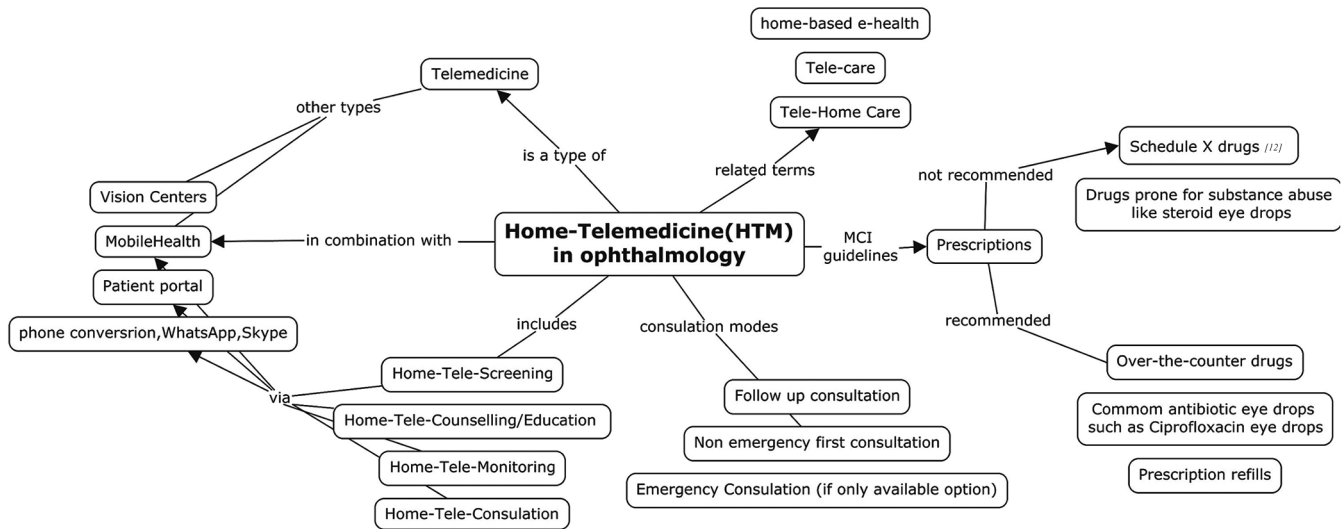 home-based e-health
Tele-care
Tele-Home Care
Telemedicine
other types
is a type of
related terms
Vision Centers
MobileHealth
in combination with
Patient portal
phone conversrion,WhatsApp,Skype
Home-Telemedicine(HTM)
in ophthalmology
MCI
guidelines
Prescriptions
not recommended
Schedule X drugs [12]
Drugs prone for substance abuse
like steroid eye drops
recommended
Over-the-counter drugs
Commom antibiotic eye drops
such as Ciprofloxacin eye drops
Prescription refills
includes
via
Home-Tele-Screening
Home-Tele-Counselling/Education
Home-Tele-Monitoring
Home-Tele-Consulation
consulation modes
Follow up consultation
Non emergency first consultation
Emergency Consulation (if only available option)